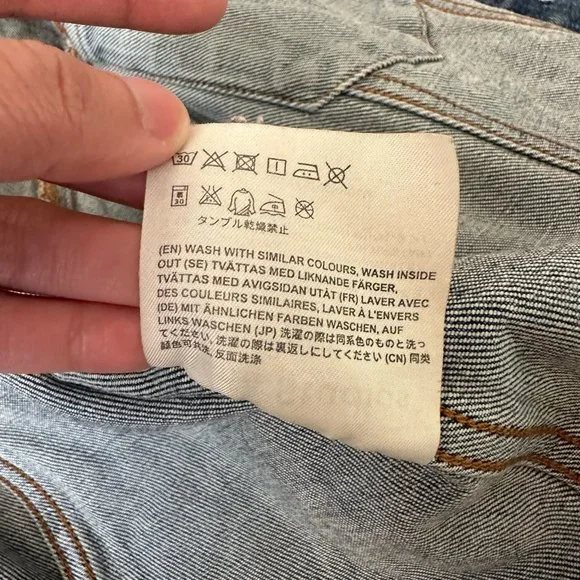 30
30
タンブル乾燥禁止
(EN) WASH WITH SIMILAR COLOURS, WASH INSIDE
OUT (SE) TVÄTTAS MED LIKNANDE FÄRGER,
TVÄTTAS MED AVIGSIDAN UTÅT (FR) LAVER AVEC
DES COULEURS SIMILAIRES, LAVER À L'ENVERS
(DE) MIT ÄHNLICHEN FARBEN WASCHEN, AUF
LINKS WASCHEN (JP) 洗濯の際は同系色のものと洗っ
てください, 洗濯の際は裏返しにしてください (CN) 同类
颜色可共洗, 反面洗涤